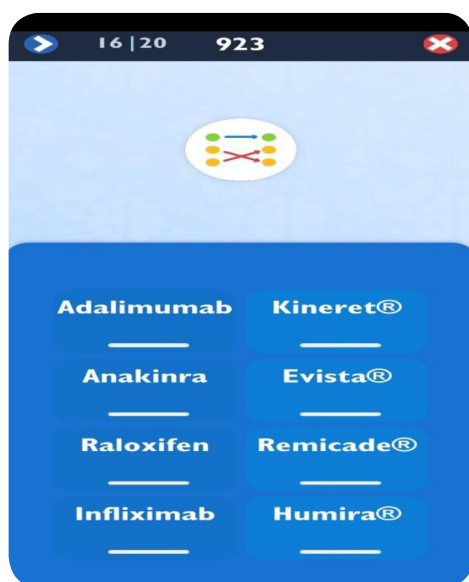 16|20 923
Adalimumab Kineret®
Anakinra Evista®
Raloxifen Remicade®
Infliximab Humira®